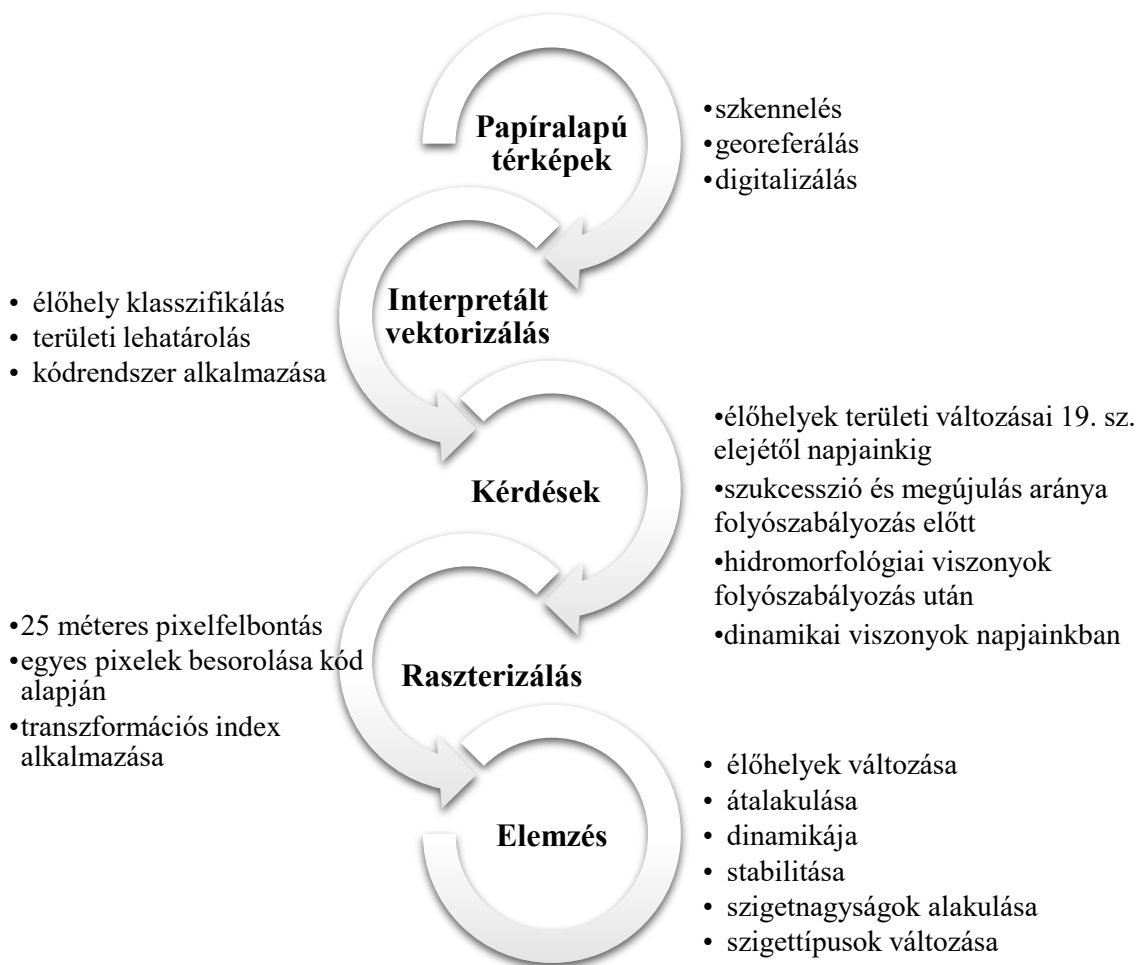 Papíralapú
térképek
•szkennelés
•georeferálás
•digitalizálás
Interpretált
vektorizálás
• élőhely klasszifikálás
• területi lehatárolás
• kódrendszer alkalmazása
Kérdések
•élőhelyek területi változásai 19. sz.
elejétől napjainkig
•szukcesszió és megújulás aránya
folyószabályozás előtt
•hidromorfológiai viszonyok
folyószabályozás után
•dinamikai viszonyok napjainkban
Raszterizálás
•25 méteres pixelfelbontás
•egyes pixelek besorolása kód
alapján
•transzformációs index
alkalmazása
Elemzés
• élőhelyek változása
• átalakulása
• dinamikája
• stabilitása
• szigetnagyságok alakulása
• szigettípusok változása